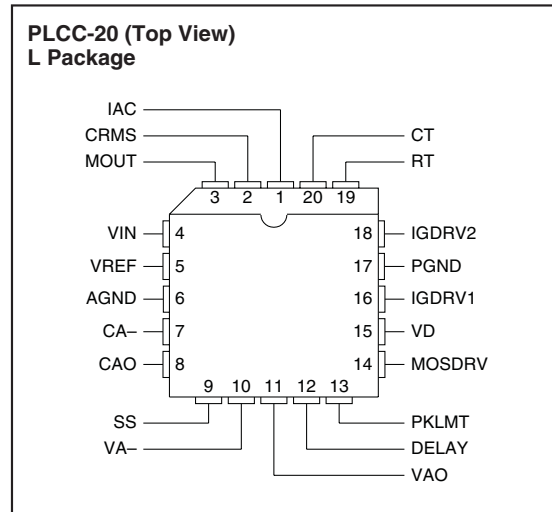 PLCC-20 (Top View)
L Package
IAC
CRMS
CT
MOUT
RT
3 2 1 20 19
VIN 4 18 IGDRV2
VREF 5 17 PGND
AGND 6 16 IGDRV1
CA– 7 15 VD
CAO 8 14 MOSDRV
9 10 11 12 13
SS
PKLMT
VA–
DELAY
VAO